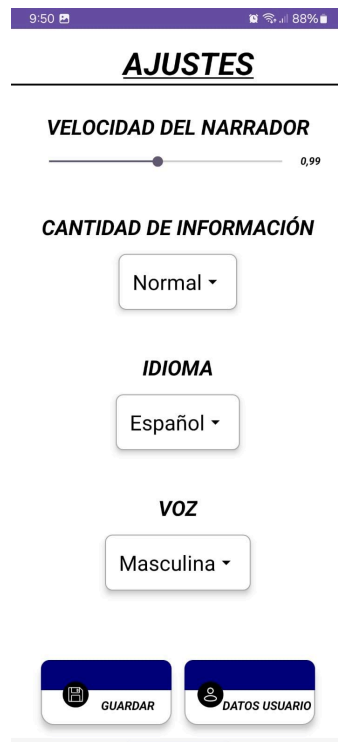 9:50 88%
AJUSTES
VELOCIDAD DEL NARRADOR
0,99
CANTIDAD DE INFORMACIÓN
Normal
IDIOMA
Español
VOZ
Masculina
GUARDAR
DATOS USUARIO